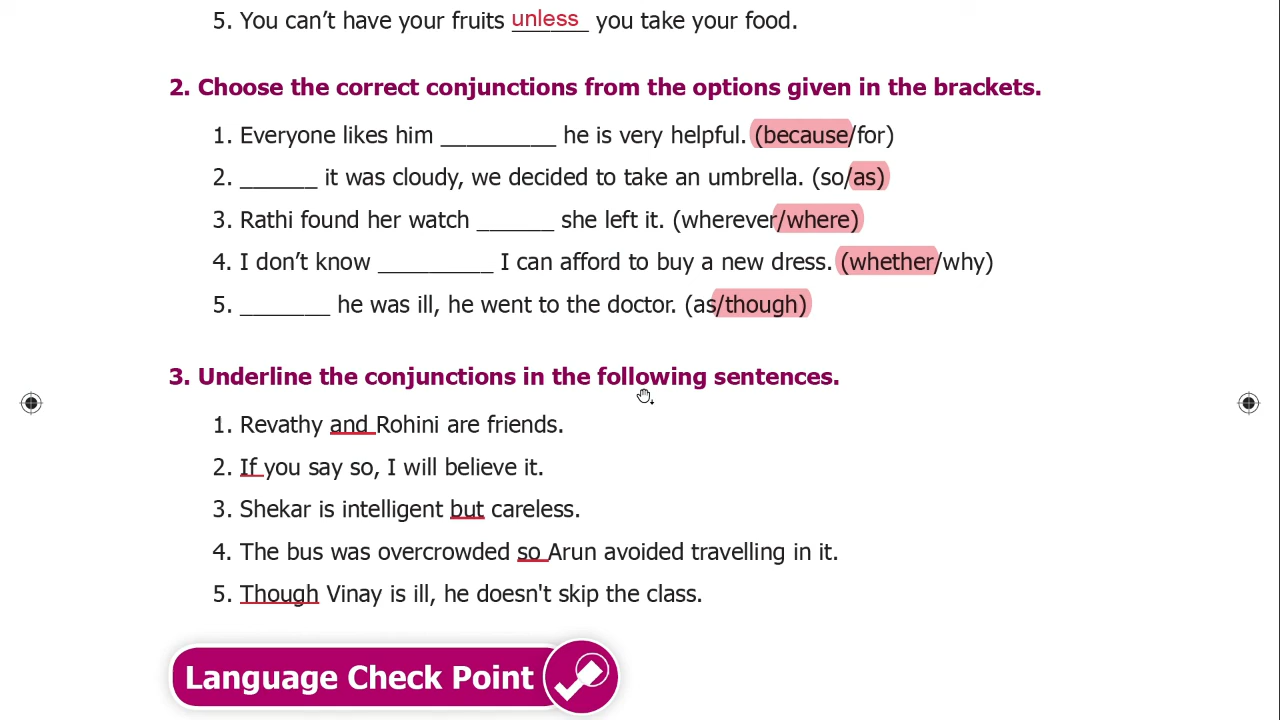 5. You can’t have your fruits unless you take your food.
2. Choose the correct conjunctions from the options given in the brackets.
1. Everyone likes him _________ he is very helpful. (because/for)
2. ______ it was cloudy, we decided to take an umbrella. (so/as)
3. Rathi found her watch ______ she left it. (wherever/where)
4. I don’t know _________ I can afford to buy a new dress. (whether/why)
5. _______ he was ill, he went to the doctor. (as/though)
3. Underline the conjunctions in the following sentences.
1. Revathy and Rohini are friends.
2. If you say so, I will believe it.
3. Shekar is intelligent but careless.
4. The bus was overcrowded so Arun avoided travelling in it.
5. Though Vinay is ill, he doesn't skip the class.
Language Check Point